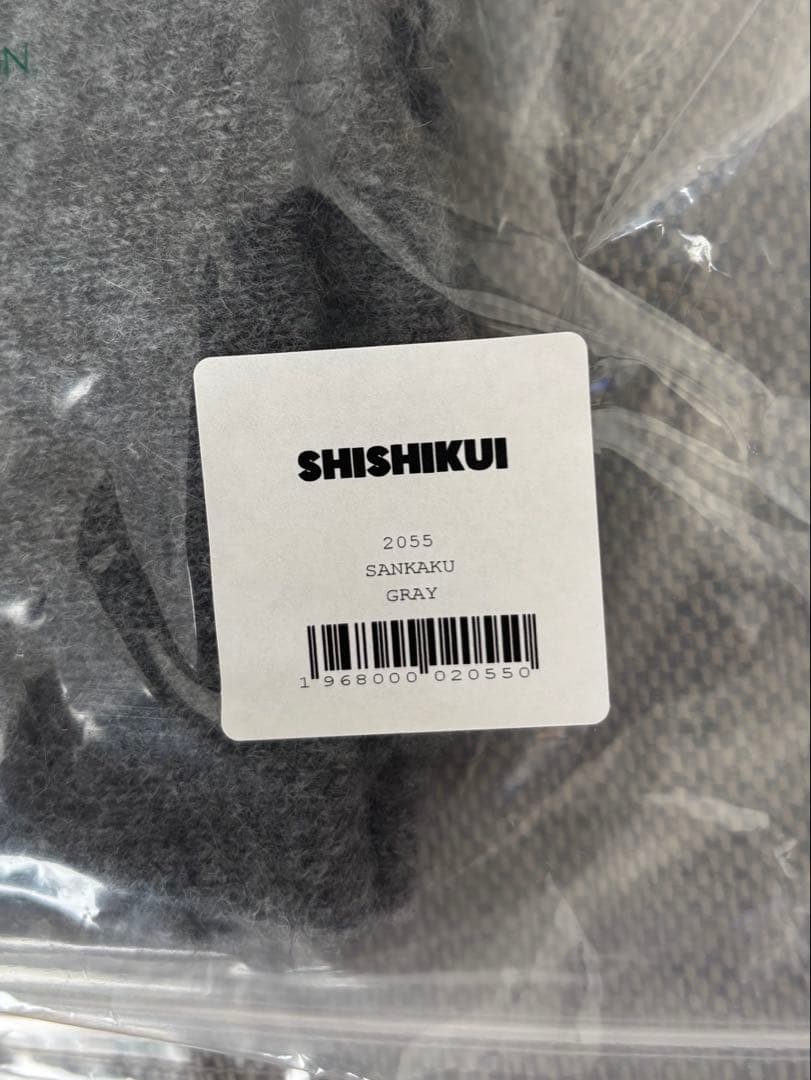 N
SHISHIKUI
2055
SANKAKU
GRAY
1 968000 020550